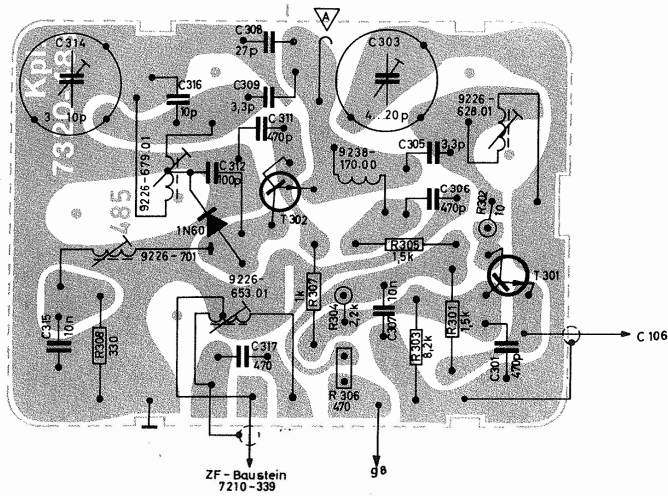 A
C308
27p
C314
3...10p
Kpl
C316
10p
C309
3,3p
C311
470p
C303
4...20p
9226-
628.01
C305
3,3p
9226-679.01
C312
100p
9238-
170.00
C306
470p
R302
10
485
1N60
T302
9226-701
R305
1,5k
9226-
653.01
T301
1k
R307
R304
2,2k
10n
C307
R303
8,2k
R301
1,5k
C315
10n
R308
330
C317
470
C301
470p
R306
470
C 106
ZF-Baustein
7210-339
g8